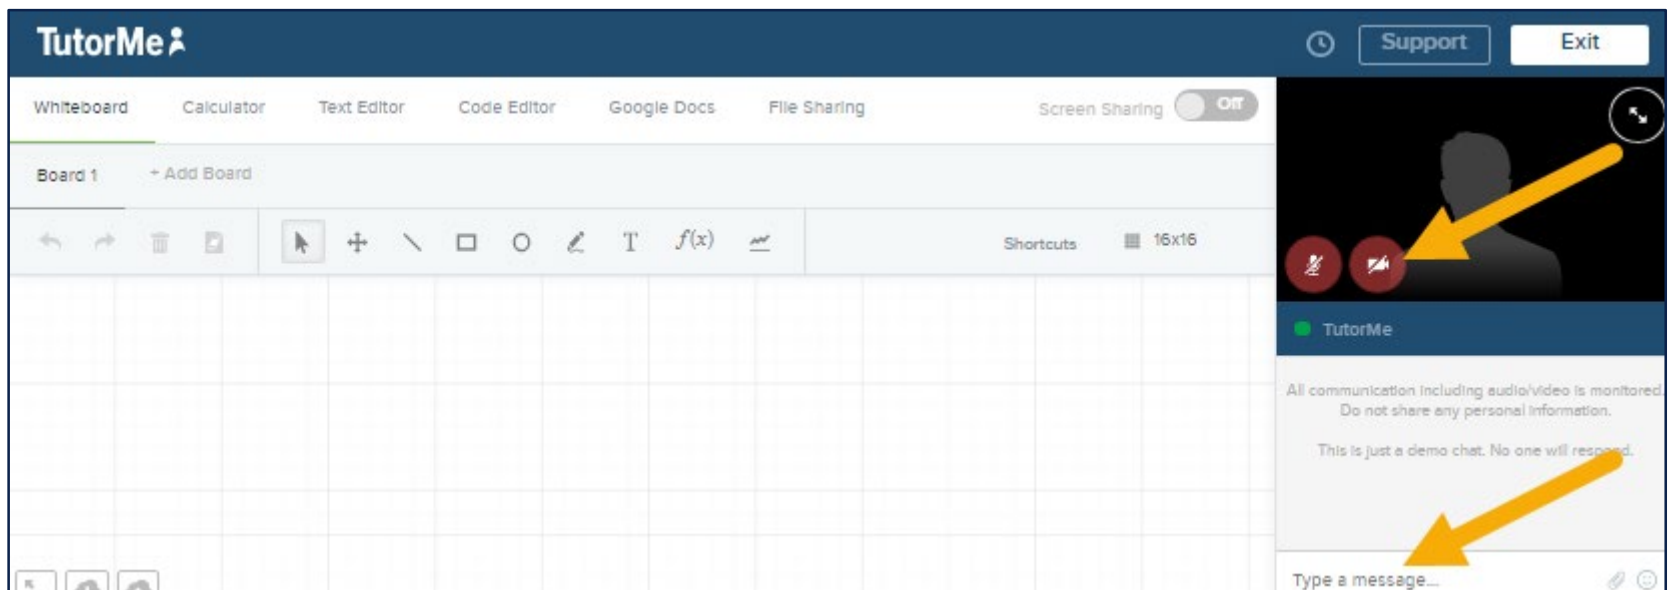 TutorMe
Support
Exit
Whiteboard
Calculator
Text Editor
Code Editor
Google Docs
File Sharing
Screen Sharing
Off
Board 1
+ Add Board
T
f(x)
Shortcuts
16x16
TutorMe
All communication including audio/video is monitored.
Do not share any personal information.
This is just a demo chat. No one will respond.
Type a message...